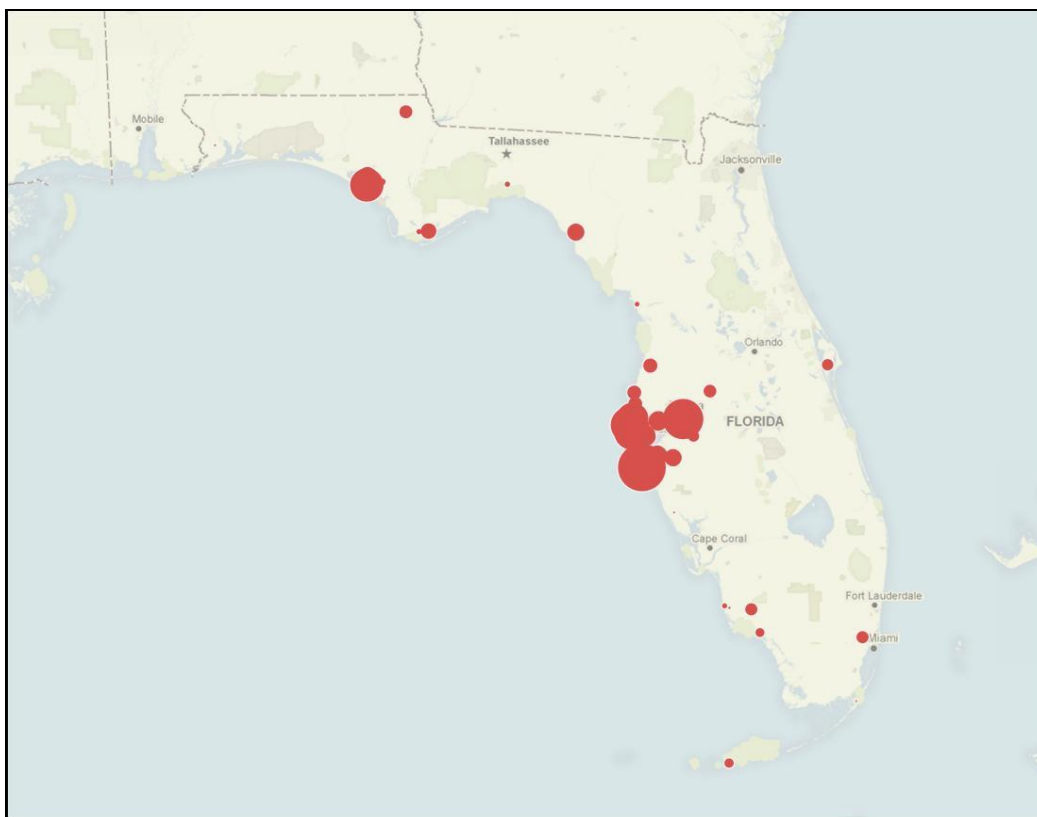 Mobile
Tallahassee
Jacksonville
Orlando
FLORIDA
Cape Coral
Fort Lauderdale
Miami